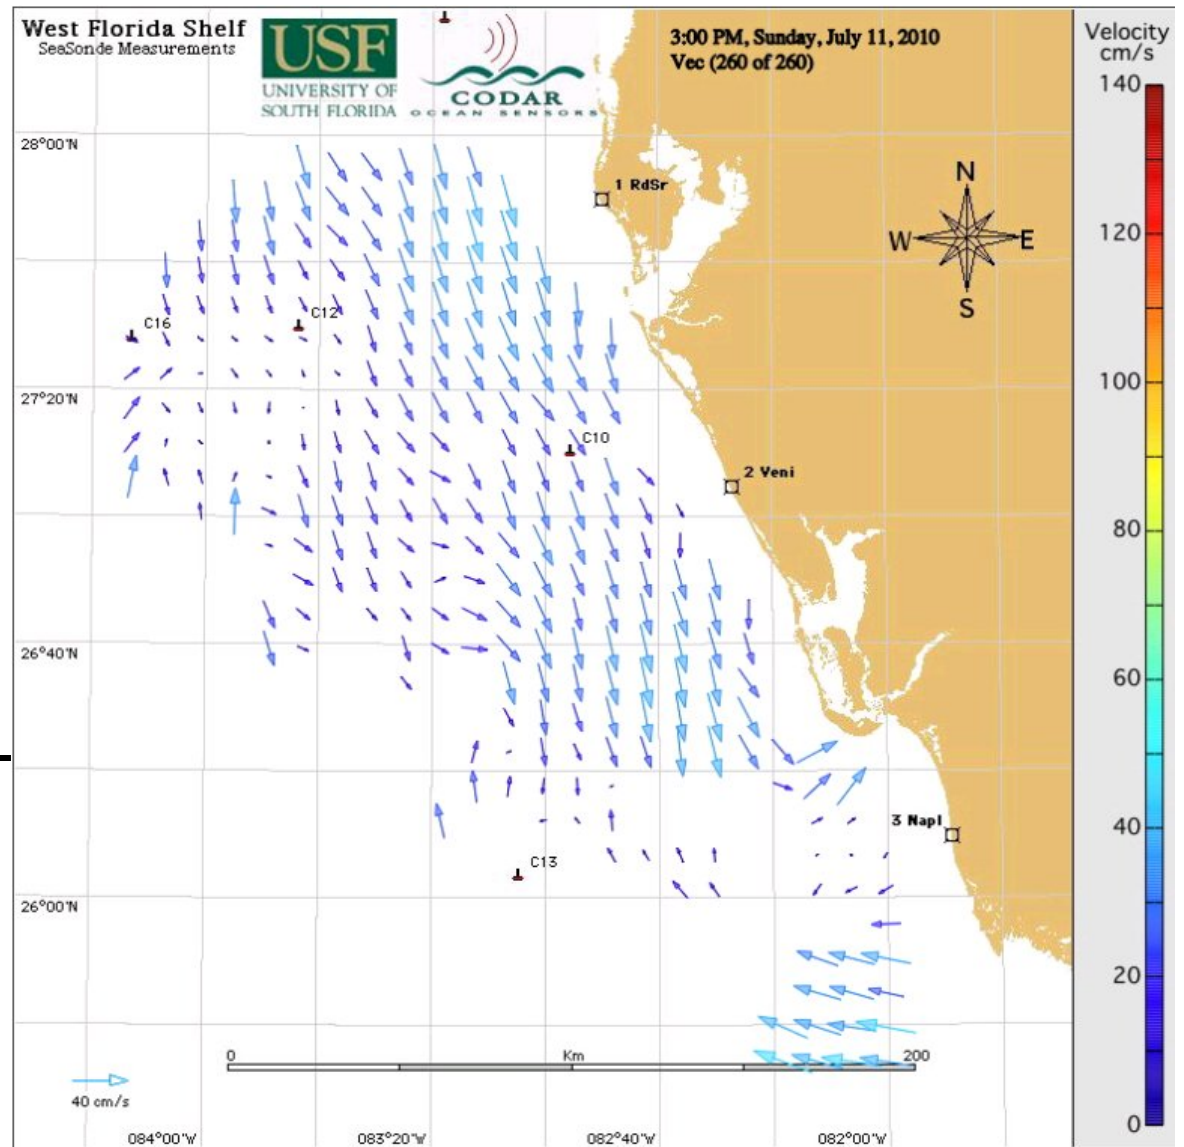 West Florida Shelf
SeaSonde Measurements
USF
UNIVERSITY OF
SOUTH FLORIDA
CODAR
OCEAN SENSORS
3:00 PM, Sunday, July 11, 2010
Vec (260 of 260)
Velocity
cm/s
140
120
100
80
60
40
20
0
28°00'N
27°20'N
26°40'N
26°00'N
N
W
E
S
1 RdSr
C16
C12
C10
2 Veni
3 Napl
C13
0
Km
200
40 cm/s
084°00'W
083°20'W
082°40'W
082°00'W